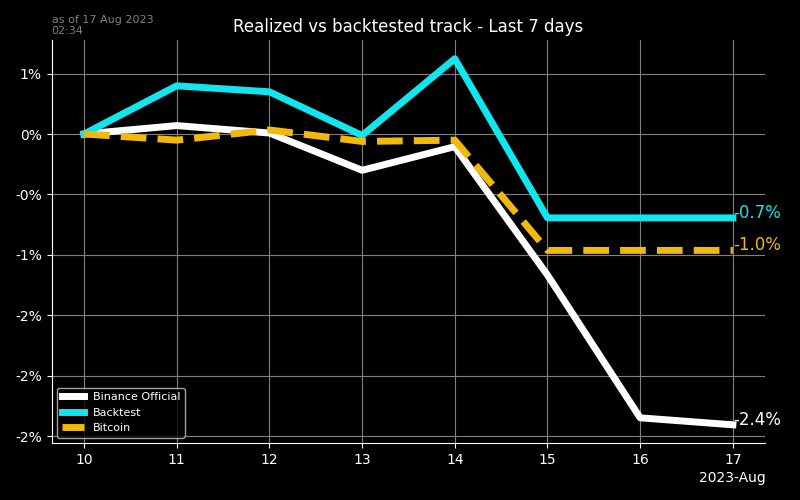 as of 17 Aug 2023
02:34
Realized vs backtested track - Last 7 days
1%
0%
-0%
-1%
-2%
-2%
-2%
-0.7%
-1.0%
-2.4%
Binance Official
Backtest
Bitcoin
10 11 12 13 14 15 16 17
2023-Aug